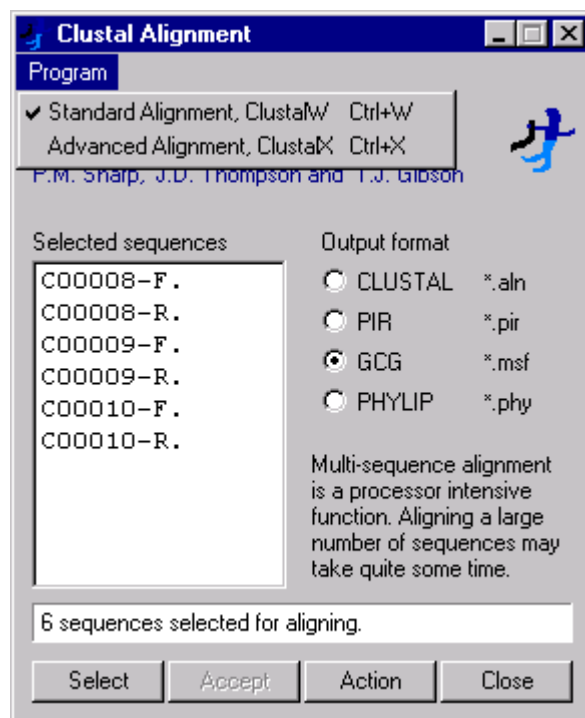 Clustal Alignment
Program
Standard Alignment, ClustalW Ctrl+W
Advanced Alignment, ClustalX Ctrl+X
P.M. Sharp, J.D. Thompson and T.J. Gibson
Selected sequences
C00008-F.
C00008-R.
C00009-F.
C00009-R.
C00010-F.
C00010-R.
Output format
CLUSTAL *.aln
PIR *.pir
GCG *.msf
PHYLIP *.phy
Multi-sequence alignment
is a processor intensive
function. Aligning a large
number of sequences may
take quite some time.
6 sequences selected for aligning.
Select Accept Action Close